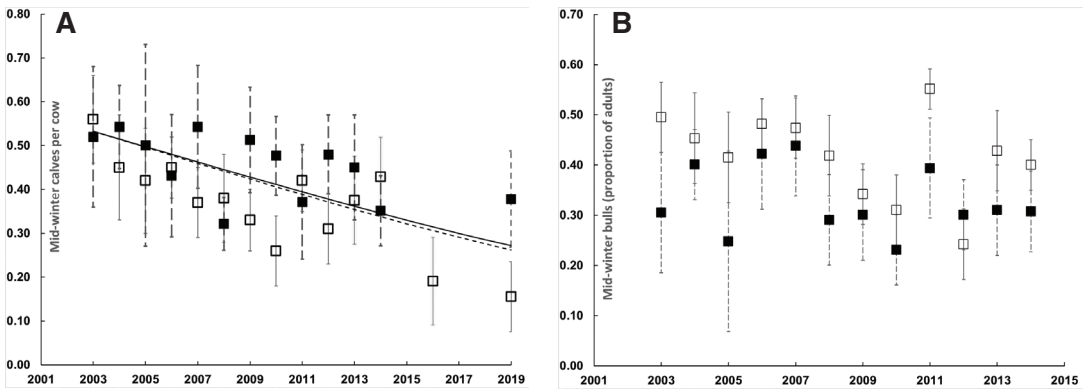 A
0.80
0.70
0.60
0.50
0.40
0.30
0.20
0.10
0.00
Mid-winter calves per cow
2001 2003 2005 2007 2009 2011 2013 2015 2017 2019
B
0.70
0.60
0.50
0.40
0.30
0.20
0.10
0.00
Mid-winter bulls (proportion of adults)
2001 2003 2005 2007 2009 2011 2013 2015